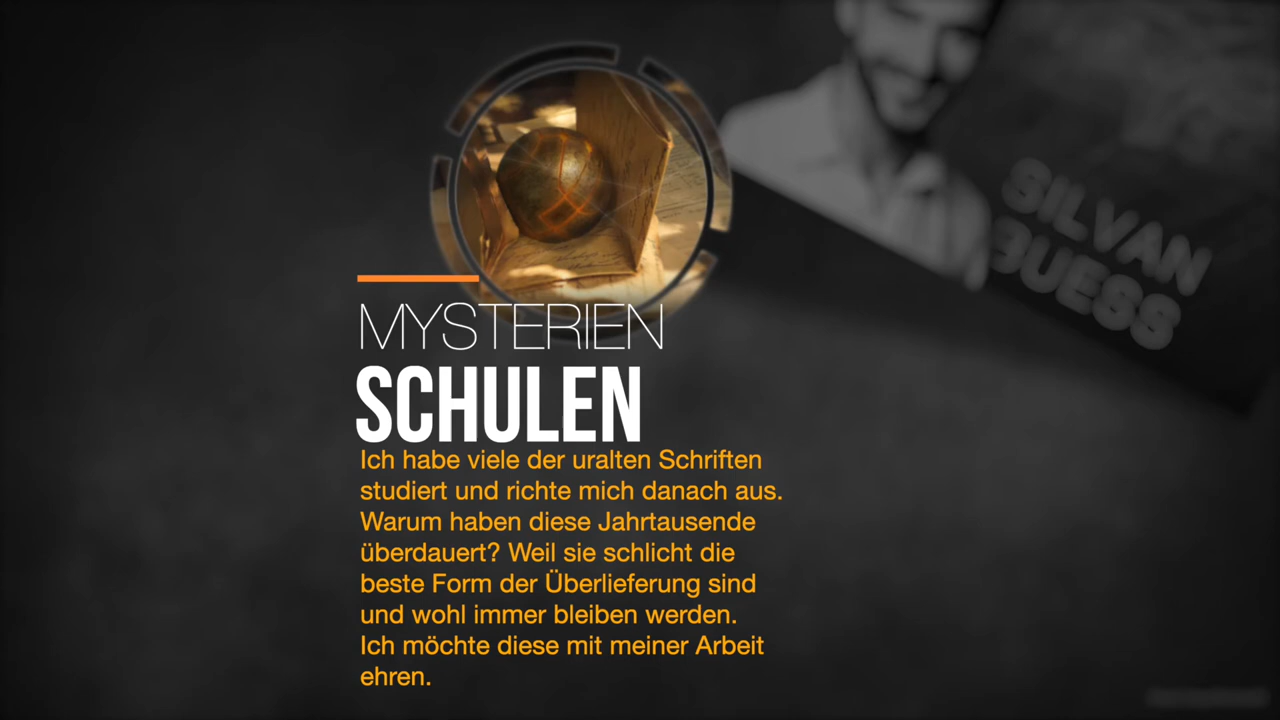 SILVAN
MYSTERIEN
SCHULEN
Ich habe viele der uralten Schriften
studiert und richte mich danach aus.
Warum haben diese Jahrtausende
überdauert? Weil sie schlicht die
beste Form der Überlieferung sind
und wohl immer bleiben werden.
Ich möchte diese mit meiner Arbeit
ehren.